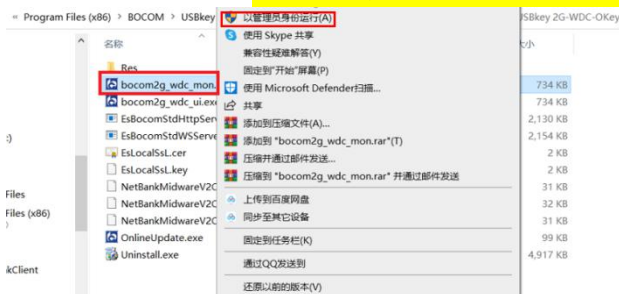 « Program Files (x86) › BOCOM › USBkey
以管理员身份运行(A)
JSBkey 2G-WDC-OKey
名称
使用 Skype 共享
大小
兼容性疑难解答(Y)
Res
固定到"开始"屏幕(P)
bocom2g_wdc_mon.
使用 Microsoft Defender扫描...
734 KB
bocom2g_wdc_ui.exe
共享
734 KB
EsBocomStdHttpServ
添加到压缩文件(A)...
2,130 KB
EsBocomStdWSServe
添加到 "bocom2g_wdc_mon.rar"(T)
2,154 KB
EsLocalSsl.cer
压缩并通过邮件发送...
2 KB
EsLocalSsl.key
压缩到 "bocom2g_wdc_mon.rar" 并通过邮件发送
2 KB
NetBankMidwareV2C
31 KB
Files
NetBankMidwareV2C
上传到百度网盘
32 KB
Files (x86)
NetBankMidwareV2C
同步至其它设备
31 KB
OnlineUpdate.exe
固定到任务栏(K)
99 KB
Uninstall.exe
4,917 KB
通过QQ发送到
kClient
还原以前的版本(V)